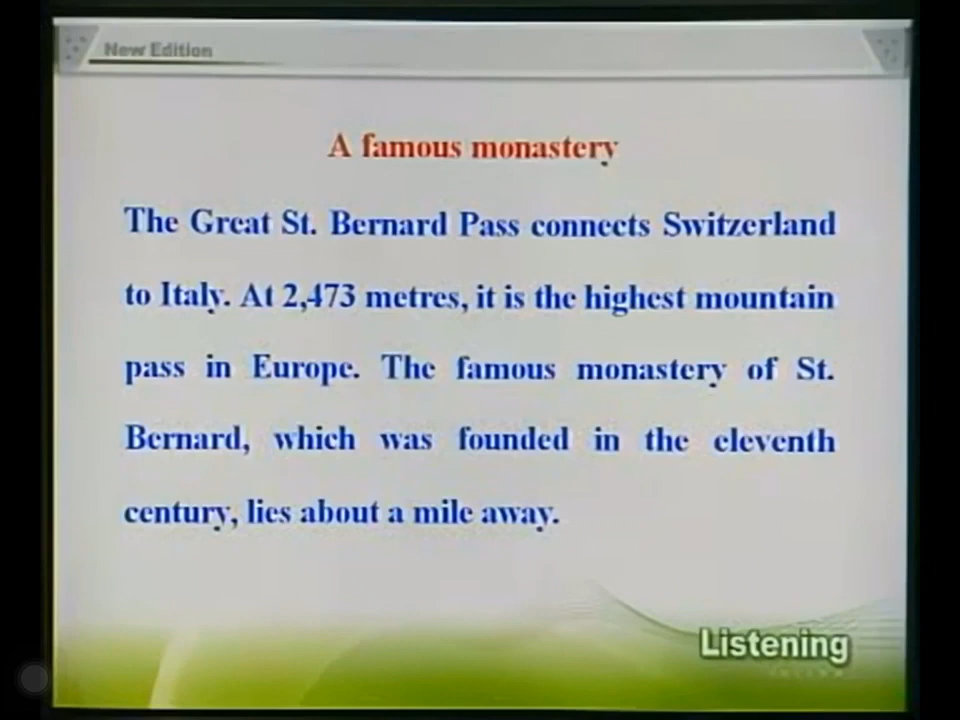 New Edition
A famous monastery
The Great St. Bernard Pass connects Switzerland
to Italy. At 2,473 metres, it is the highest mountain
pass in Europe. The famous monastery of St.
Bernard, which was founded in the eleventh
century, lies about a mile away.
Listening